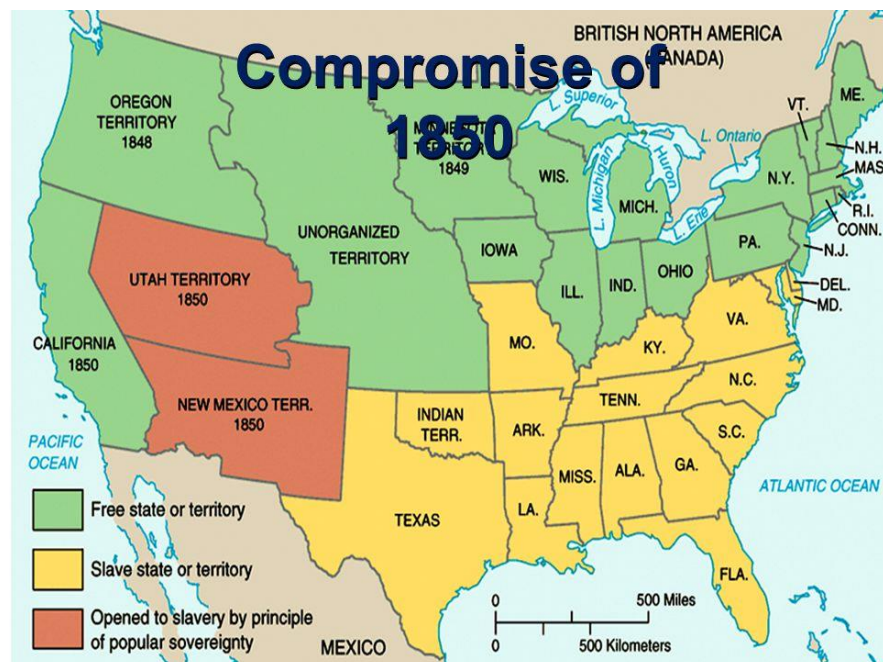 Compromise of
1850
BRITISH NORTH AMERICA
(CANADA)
OREGON
TERRITORY
1848
MINNESOTA
TERRITORY
1849
L. Superior
L. Michigan
L. Huron
L. Ontario
L. Erie
ME.
VT.
N.H.
MAS
R.I.
CONN.
N.Y.
N.J.
PA.
DEL.
MD.
WIS.
MICH.
UNORGANIZED
TERRITORY
IOWA
ILL.
IND.
OHIO
UTAH TERRITORY
1850
CALIFORNIA
1850
NEW MEXICO TERR.
1850
MO.
KY.
VA.
N.C.
TENN.
S.C.
INDIAN
TERR.
ARK.
MISS.
ALA.
GA.
LA.
TEXAS
FLA.
PACIFIC
OCEAN
ATLANTIC OCEAN
MEXICO
Free state or territory
Slave state or territory
Opened to slavery by principle
of popular sovereignty
0 500 Miles
0 500 Kilometers